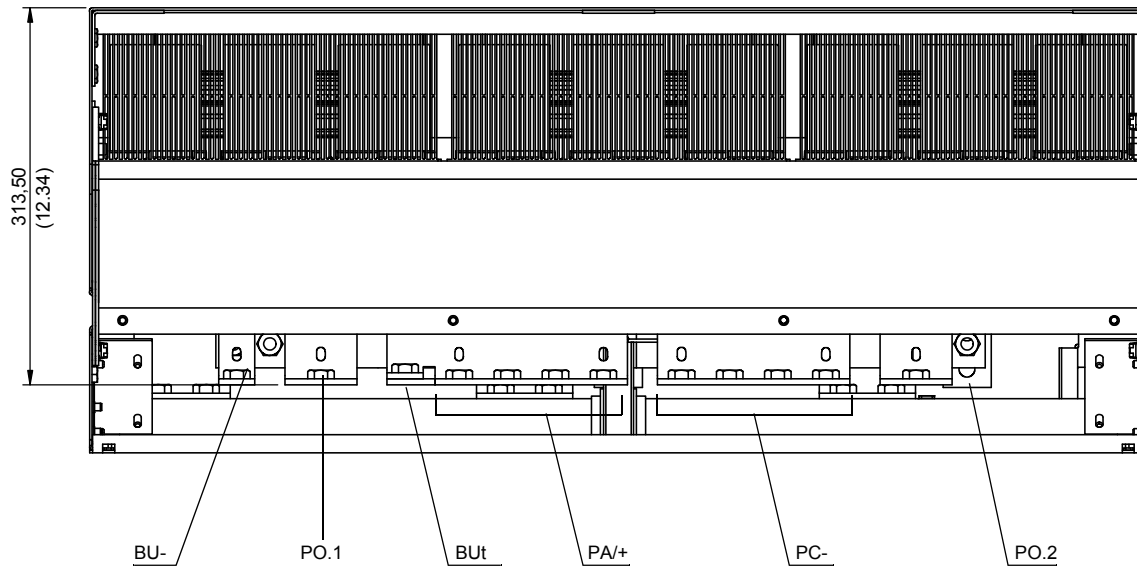 313,50
(12.34)
BU-
PO.1
BUt
PA/+
PC-
PO.2